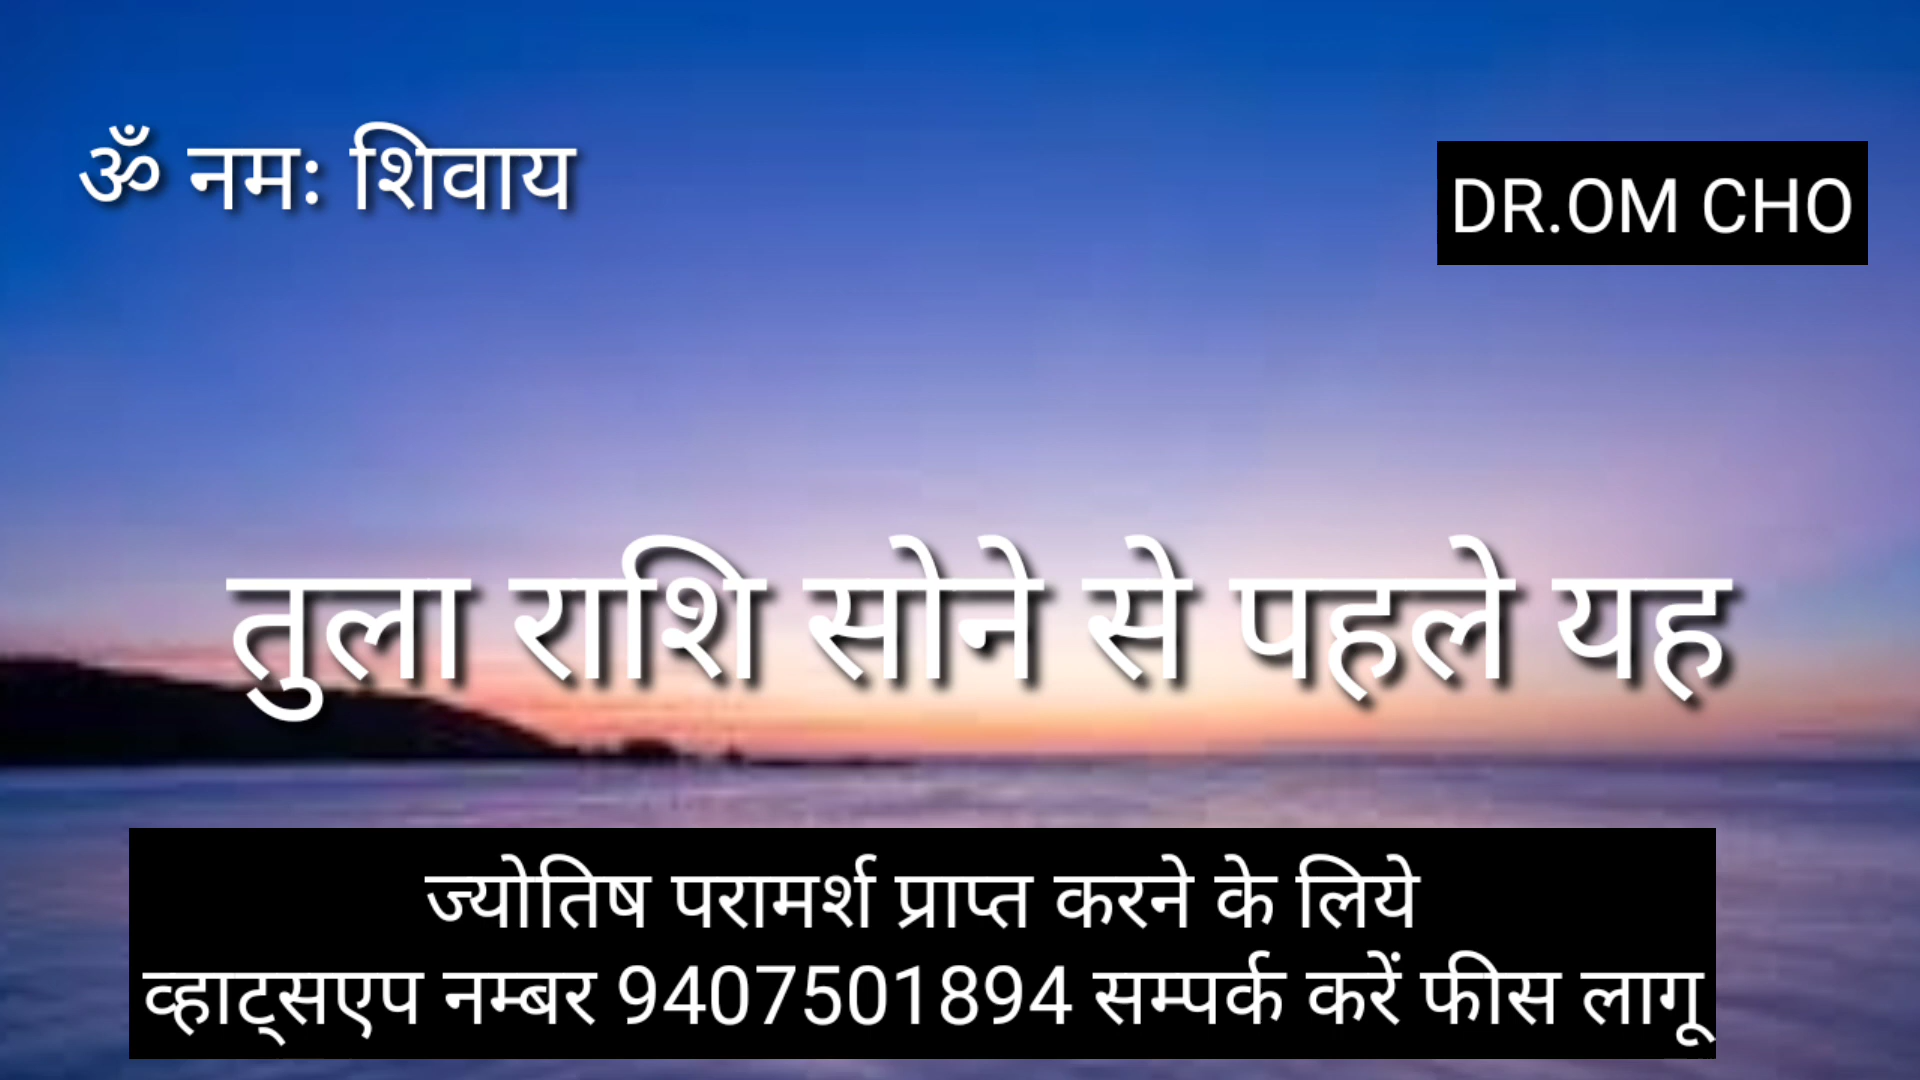 ॐ नमः शिवाय
DR.OM CHO
तुला राशि सोने से पहले यह
ज्योतिष परामर्श प्राप्त करने के लिये
व्हाट्सएप नम्बर 9407501894 सम्पर्क करें फीस लागू